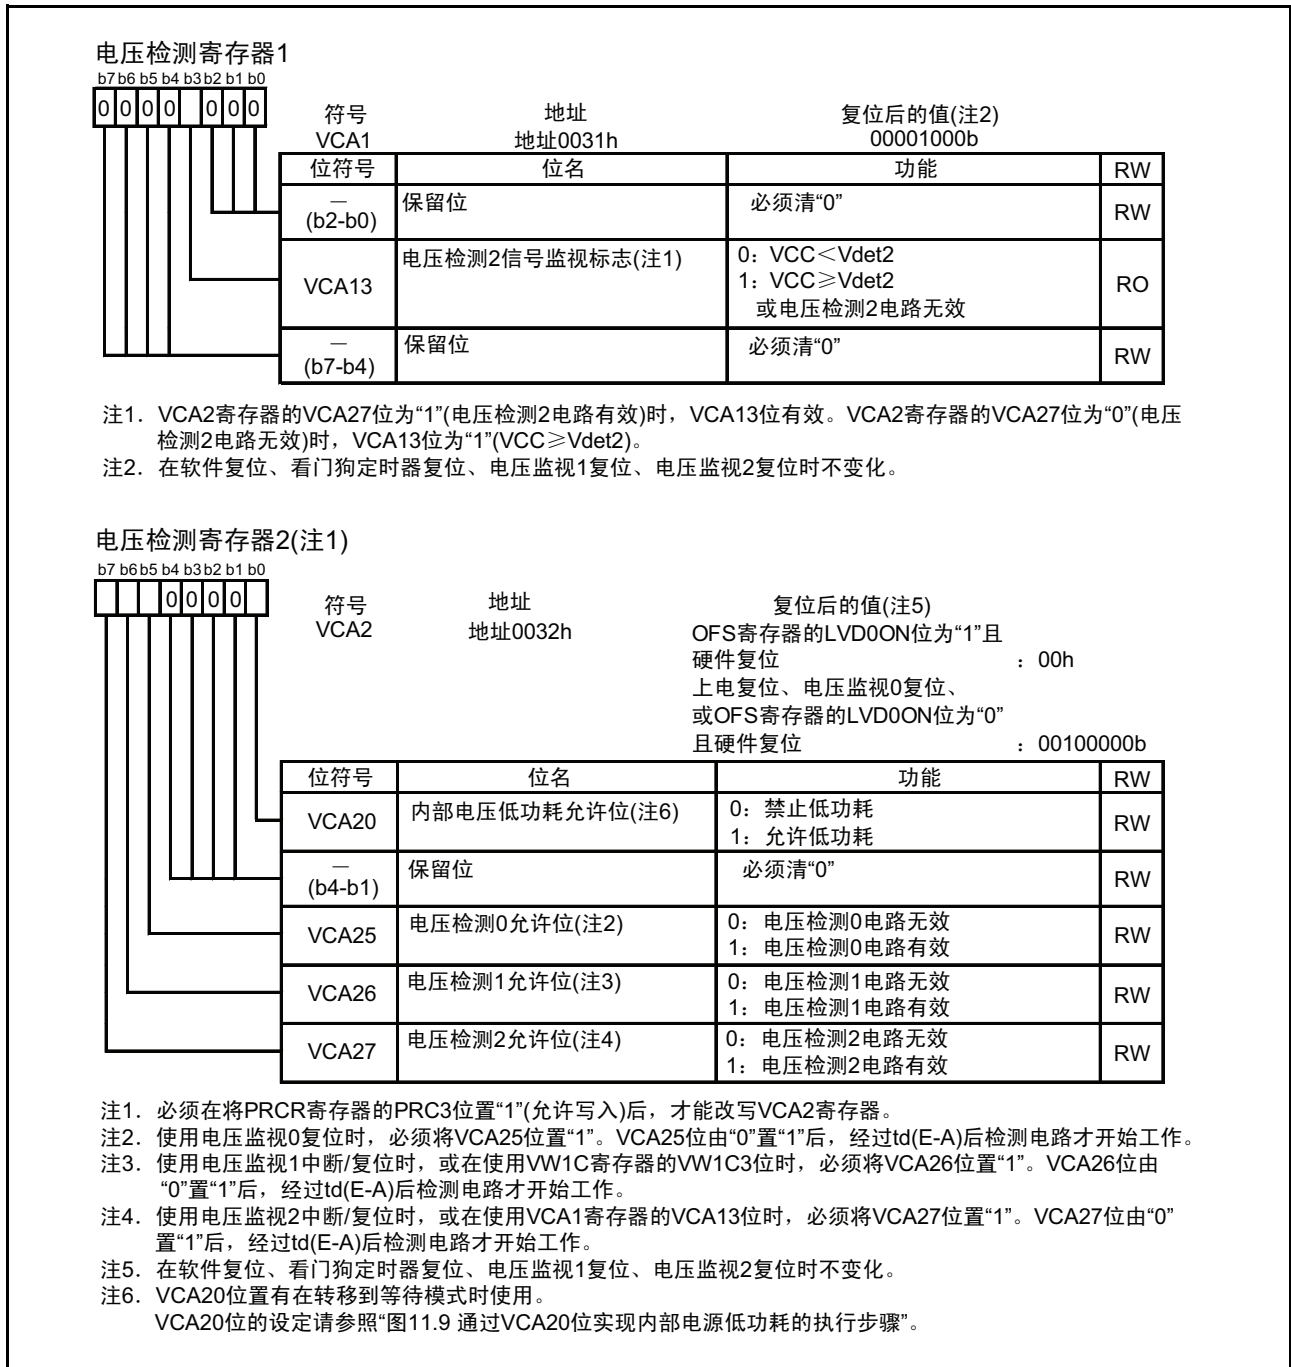 电压检测寄存器1
b7 b6 b5 b4 b3 b2 b1 b0
0 0 0 0 0 0 0
符号 地址 复位后的值(注2)
VCA1 地址0031h 00001000b
位符号 位名 功能 RW
— (b2-b0) 保留位 必须清“0” RW
VCA13 电压检测2信号监视标志(注1) 0：VCC＜Vdet2 RO
1：VCC≥Vdet2
或电压检测2电路无效
— (b7-b4) 保留位 必须清“0” RW
注1．VCA2寄存器的VCA27位为“1”(电压检测2电路有效)时，VCA13位有效。VCA2寄存器的VCA27位为“0”(电压
检测2电路无效)时，VCA13位为“1”(VCC≥Vdet2)。
注2．在软件复位、看门狗定时器复位、电压监视1复位、电压监视2复位时不变化。
电压检测寄存器2(注1)
b7 b6 b5 b4 b3 b2 b1 b0
0 0 0 0
符号 地址 复位后的值(注5)
VCA2 地址0032h OFS寄存器的LVD0ON位为“1”且
硬件复位 ：00h
上电复位、电压监视0复位、
或OFS寄存器的LVD0ON位为“0”
且硬件复位 ：00100000b
位符号 位名 功能 RW
VCA20 内部电压低功耗允许位(注6) 0：禁止低功耗 RW
1：允许低功耗
— (b4-b1) 保留位 必须清“0” RW
VCA25 电压检测0允许位(注2) 0：电压检测0电路无效 RW
1：电压检测0电路有效
VCA26 电压检测1允许位(注3) 0：电压检测1电路无效 RW
1：电压检测1电路有效
VCA27 电压检测2允许位(注4) 0：电压检测2电路无效 RW
1：电压检测2电路有效
注1．必须在将PRCR寄存器的PRC3位置“1”(允许写入)后，才能改写VCA2寄存器。
注2．使用电压监视0复位时，必须将VCA25位置“1”。VCA25位由“0”置“1”后，经过td(E-A)后检测电路才开始工作。
注3．使用电压监视1中断/复位时，或在使用VW1C寄存器的VW1C3位时，必须将VCA26位置“1”。VCA26位由
“0”置“1”后，经过td(E-A)后检测电路才开始工作。
注4．使用电压监视2中断/复位时，或在使用VCA1寄存器的VCA13位时，必须将VCA27位置“1”。VCA27位由“0”
置“1”后，经过td(E-A)后检测电路才开始工作。
注5．在软件复位、看门狗定时器复位、电压监视1复位、电压监视2复位时不变化。
注6．VCA20位置有在转移到等待模式时使用。
VCA20位的设定请参照“图11.9 通过VCA20位实现内部电源低功耗的执行步骤”。